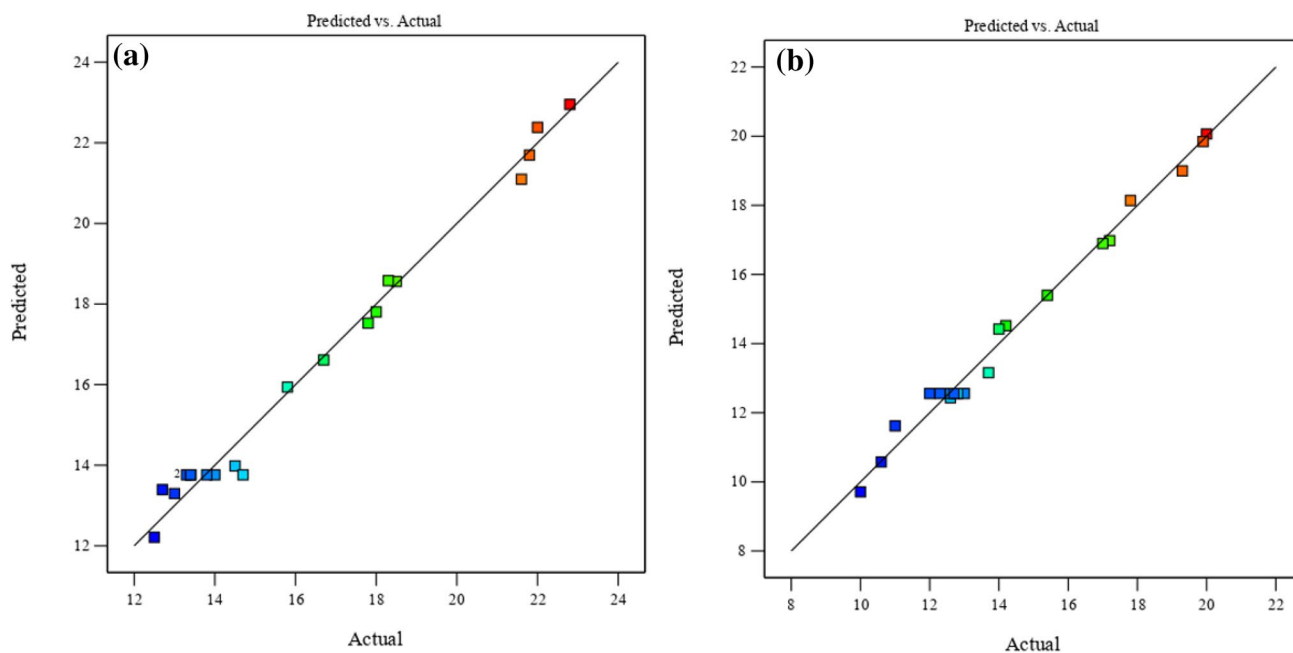 Predicted vs. Actual
(a)
24
22
20
18
16
14
12
2
Predicted
12 14 16 18 20 22 24
Actual
Predicted vs. Actual
(b)
22
20
18
16
14
12
10
8
Predicted
8 10 12 14 16 18 20 22
Actual